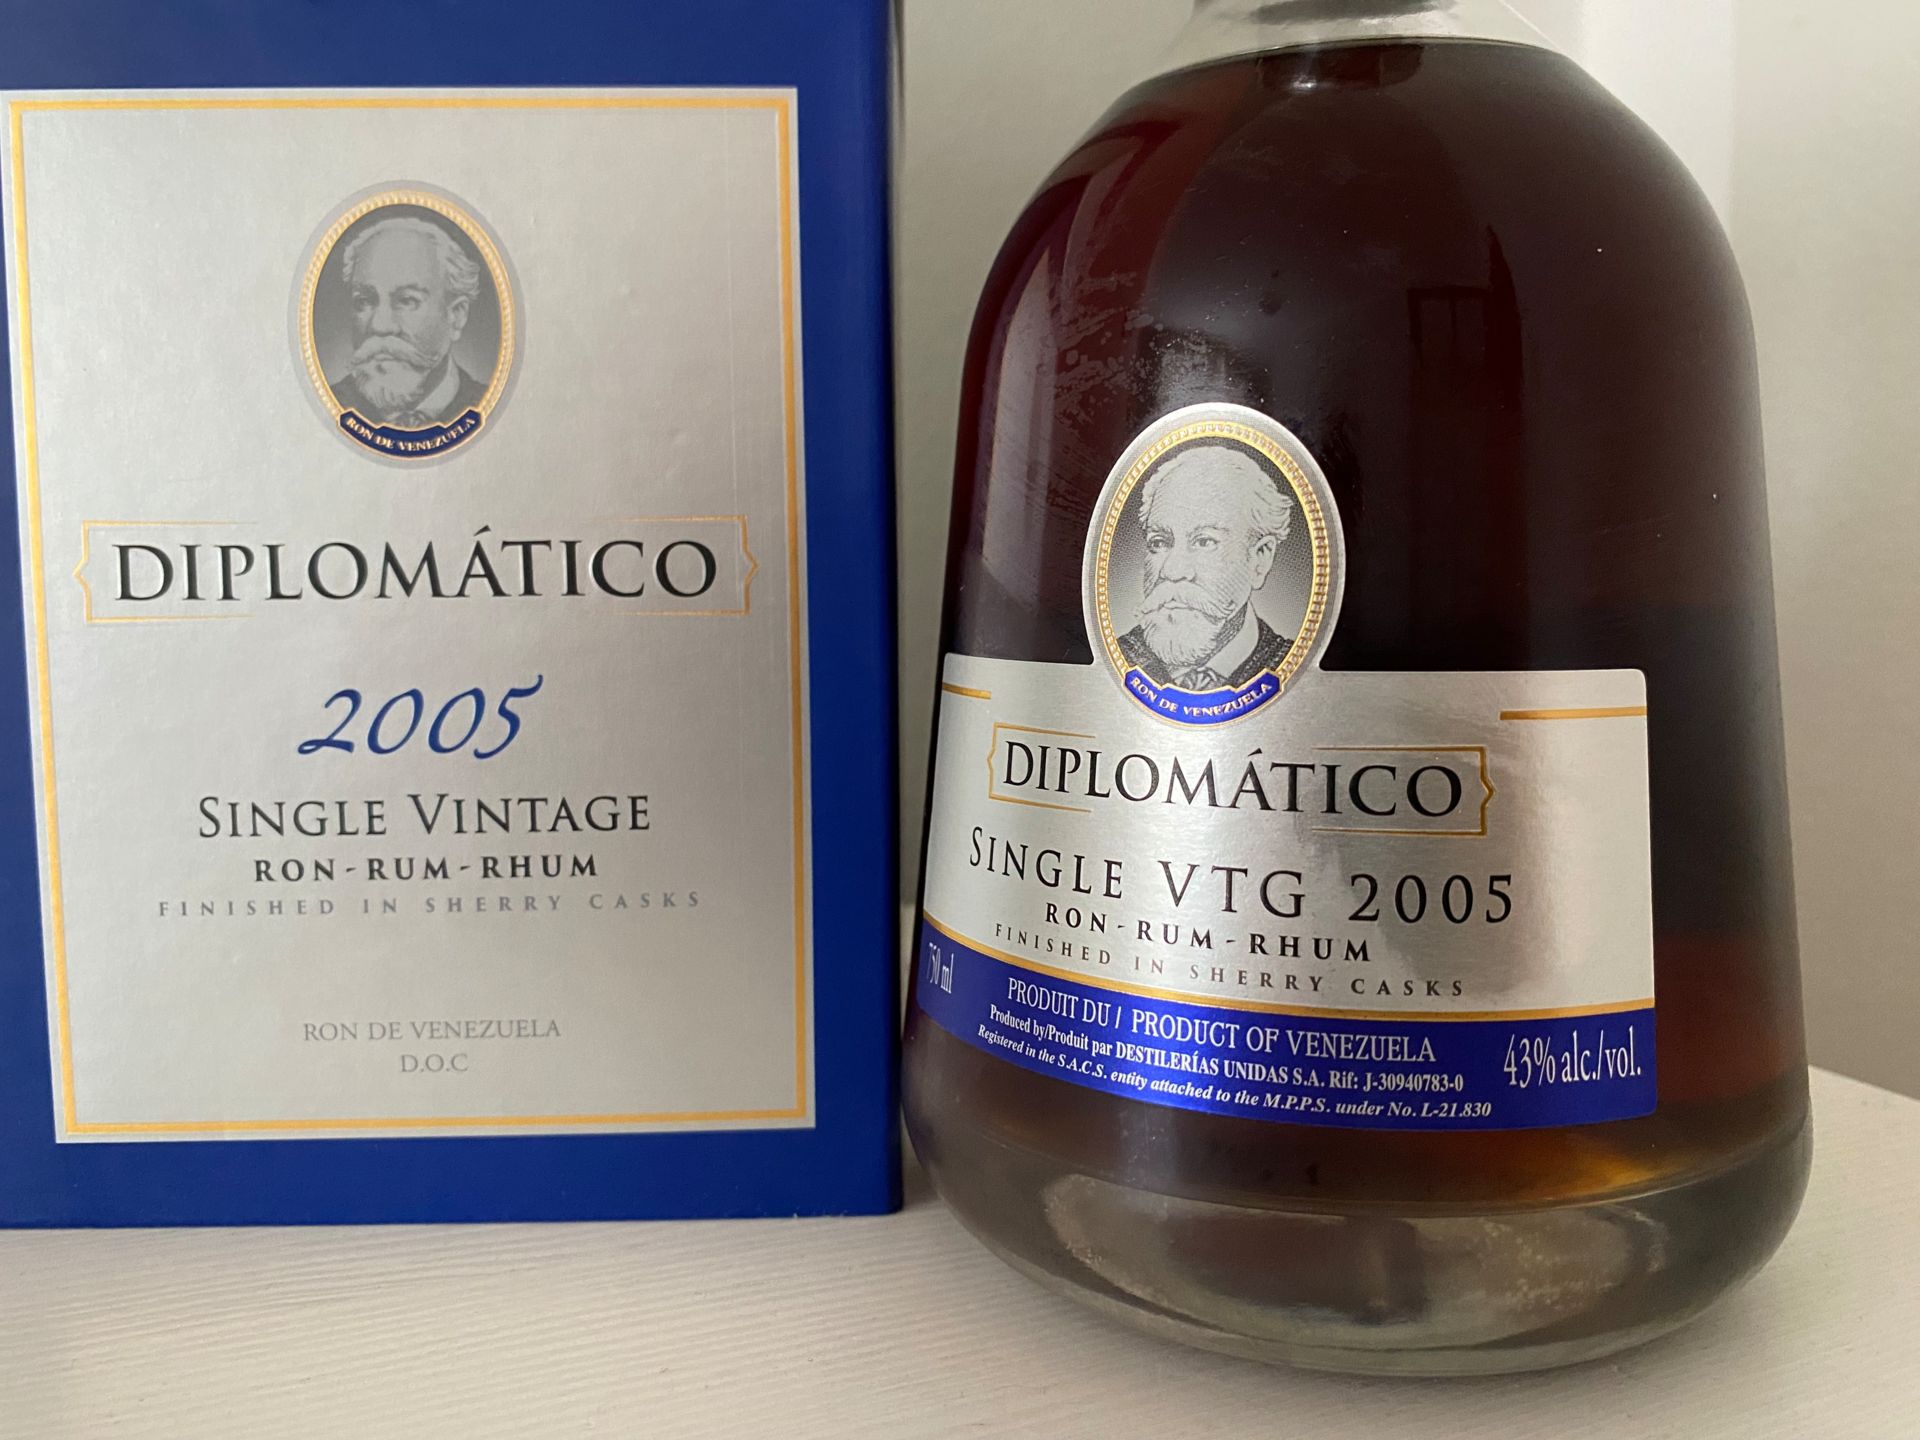 RON DE VENEZUELA
DIPLOMÁTICO
2005
SINGLE VINTAGE
RON-RUM-RHUM
FINISHED IN SHERRY CASKS
RON DE VENEZUELA
D.O.C
RON DE VENEZUELA
DIPLOMÁTICO
SINGLE VTG 2005
RON-RUM-RHUM
FINISHED IN SHERRY CASKS
750 ml
PRODUIT DU / PRODUCT OF VENEZUELA
Produced by/Produit par DESTILERÍAS UNIDAS S.A. Rif: J-30940783-0
Registered in the S.A.C.S. entity attached to the M.P.P.S. under No. L-21.830
43% alc./vol.